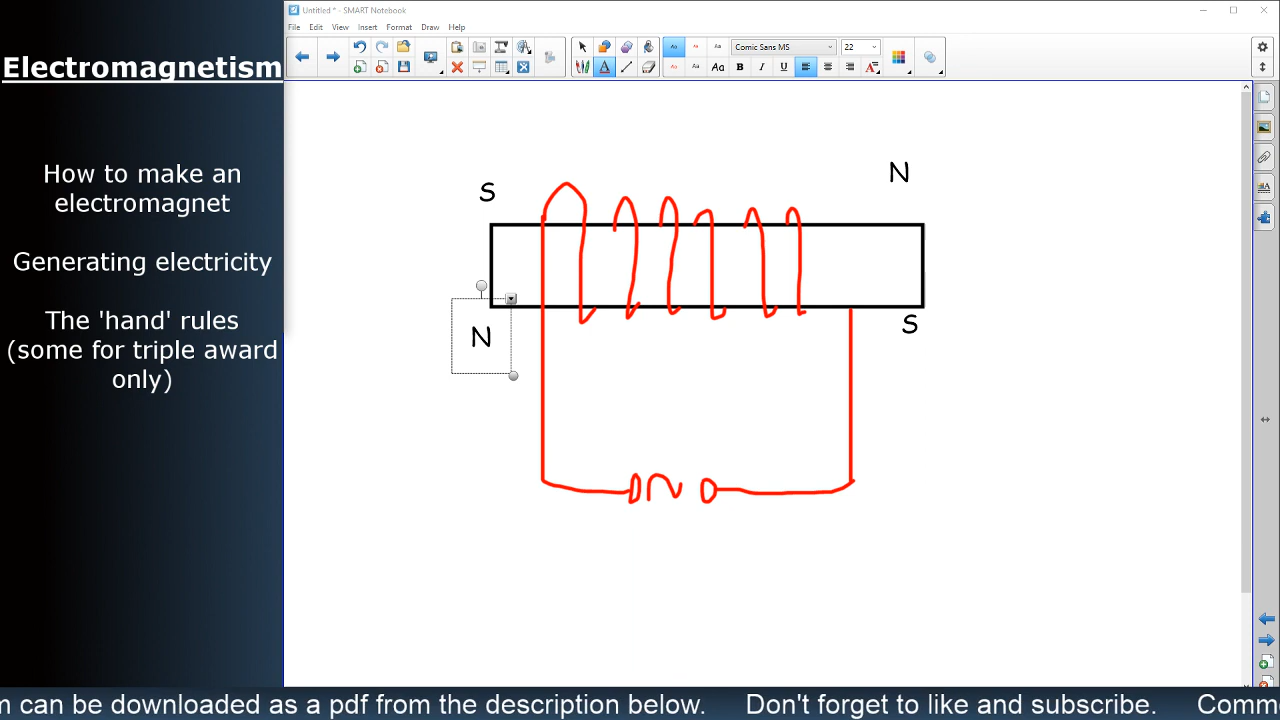 Electromagnetism
How to make an
electromagnet
Generating electricity
The 'hand' rules
(some for triple award
only)
Untitled * - SMART Notebook
File Edit View Insert Format Draw Help
Comic Sans MS 22
S N
N S
m can be downloaded as a pdf from the description below. Don't forget to like and subscribe. Comm